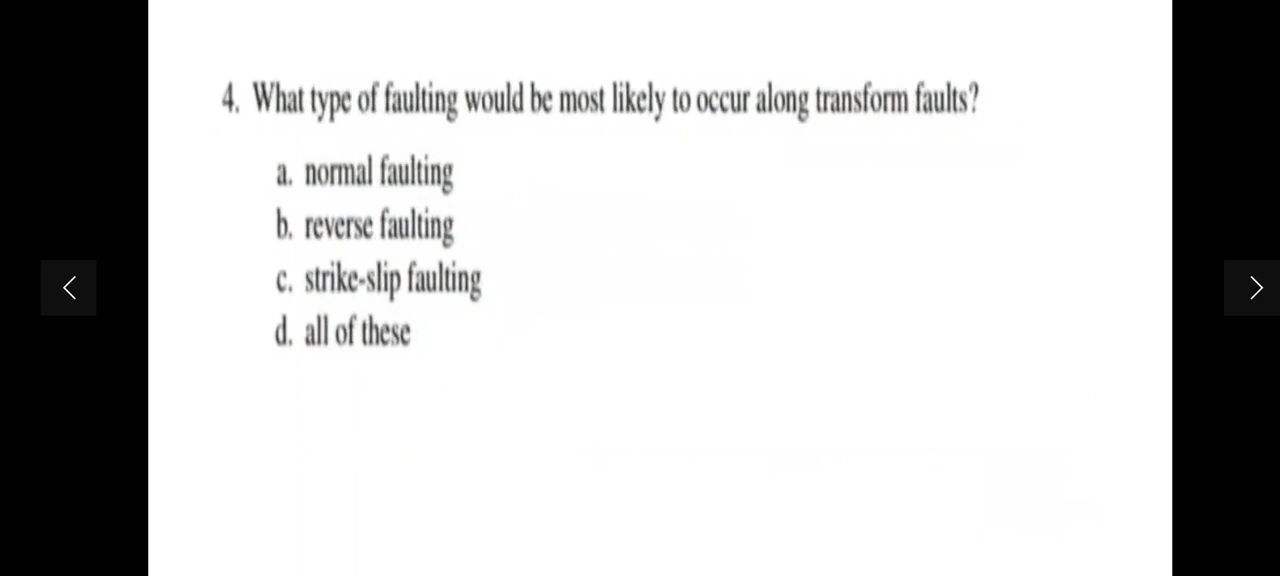 4. What type of faulting would be most likely to occur along transform faults?
a. normal faulting
b. reverse faulting
c. strike-slip faulting
d. all of these